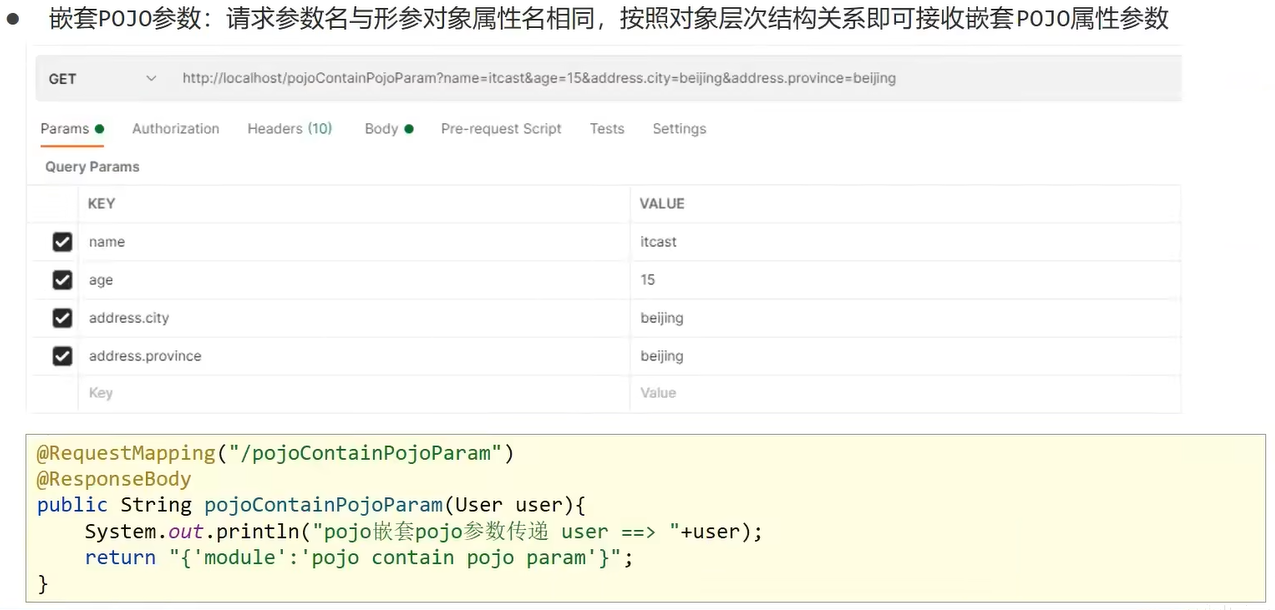 ● 嵌套POJO参数：请求参数名与形参对象属性名相同，按照对象层次结构关系即可接收嵌套POJO属性参数
GET http://localhost/pojoContainPojoParam?name=itcast&age=15&address.city=beijing&address.province=beijing
Params Authorization Headers (10) Body Pre-request Script Tests Settings
Query Params
KEY VALUE
name itcast
age 15
address.city beijing
address.province beijing
Key Value
@RequestMapping("/pojoContainPojoParam")
@ResponseBody
public String pojoContainPojoParam(User user){
    System.out.println("pojo嵌套pojo参数传递 user ==> "+user);
    return "{'module':'pojo contain pojo param'}";
}